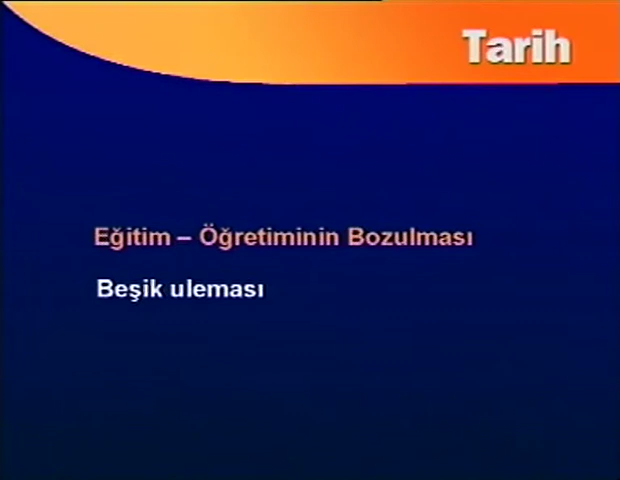 Tarih
Eğitim – Öğretiminin Bozulması
Beşik uleması